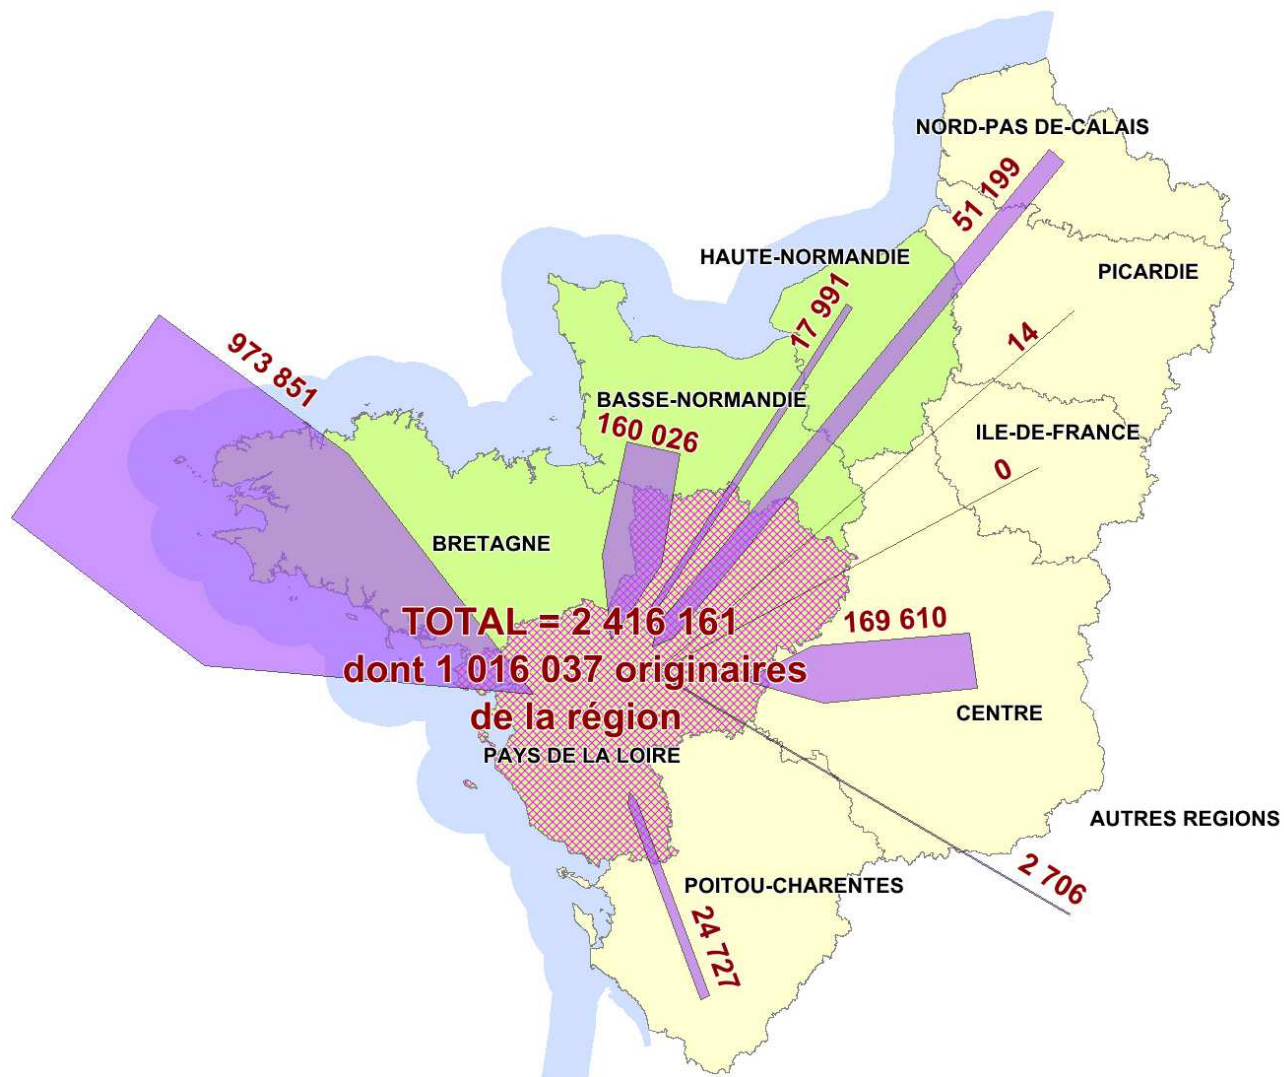 NORD-PAS DE-CALAIS
51 199
HAUTE-NORMANDIE
17 991
PICARDIE
14
973 851
BASSE-NORMANDIE
160 026
ILE-DE-FRANCE
0
BRETAGNE
TOTAL = 2 416 161
dont 1 016 037 originaires
de la région
169 610
CENTRE
PAYS DE LA LOIRE
AUTRES REGIONS
2 706
POITOU-CHARENTES
24 727